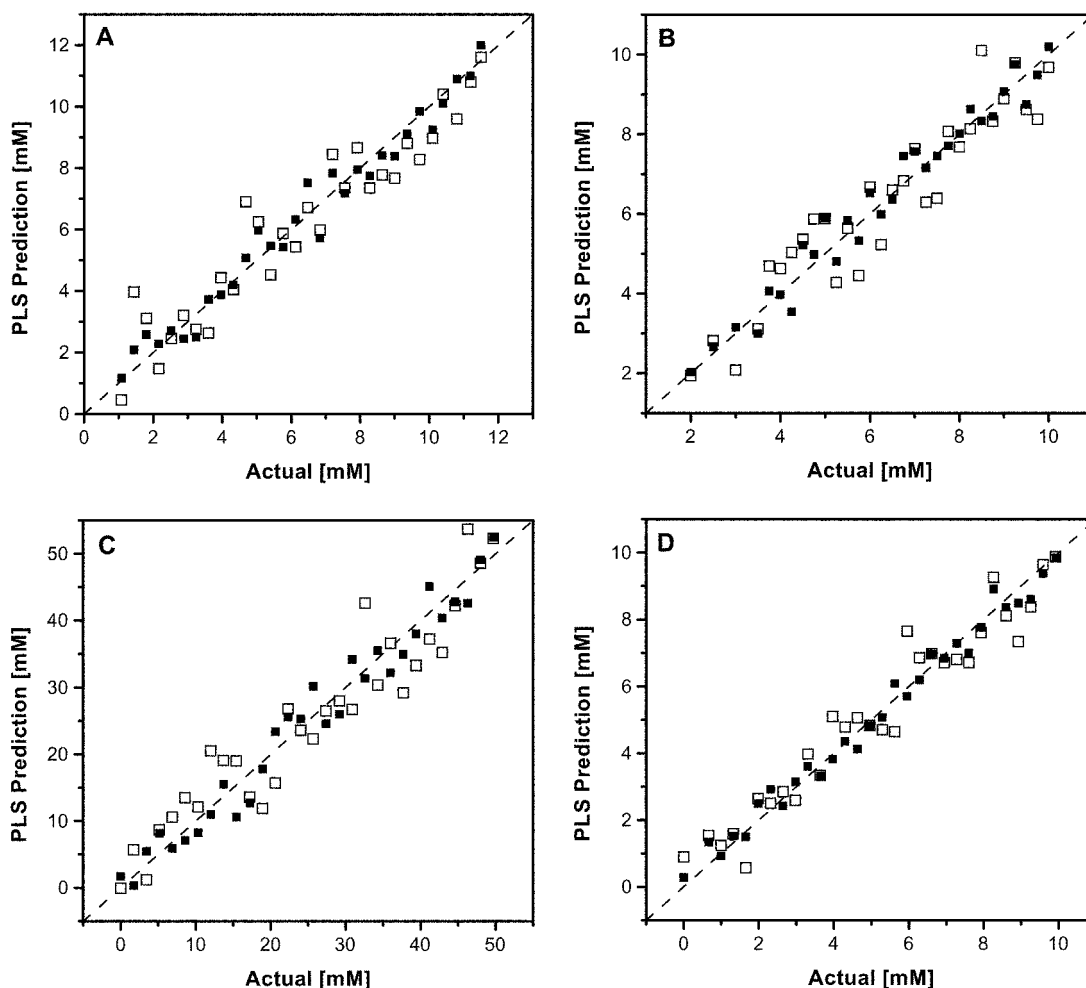 A
PLS Prediction [mM]
12
10
8
6
4
2
0
0 2 4 6 8 10 12
Actual [mM]
B
PLS Prediction [mM]
10
8
6
4
2
2 4 6 8 10
Actual [mM]
C
PLS Prediction [mM]
50
40
30
20
10
0
0 10 20 30 40 50
Actual [mM]
D
PLS Prediction [mM]
10
8
6
4
2
0
0 2 4 6 8 10
Actual [mM]